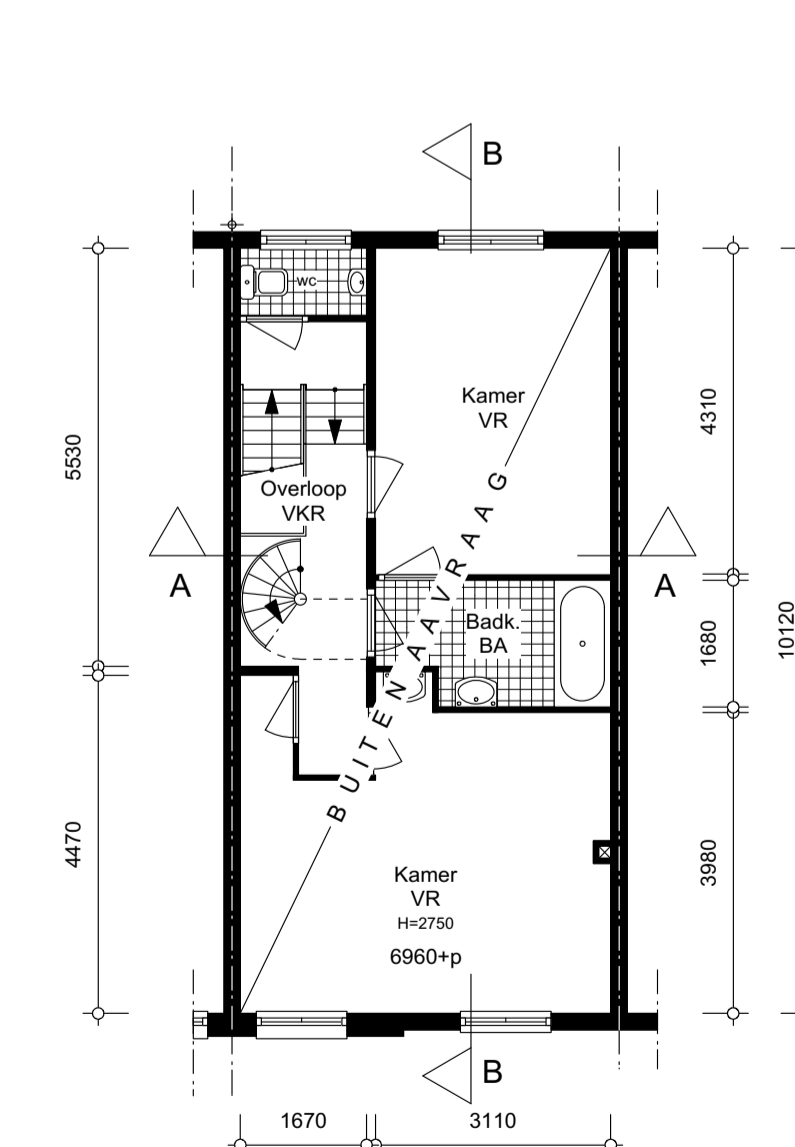 B
wc
Kamer
VR
4310
5530
Overloop
VKR
BUITEN AAVRAAG
A
A
Badk.
BA
1680
10120
4470
3980
Kamer
VR
H=2750
6960+p
B
1670
3110